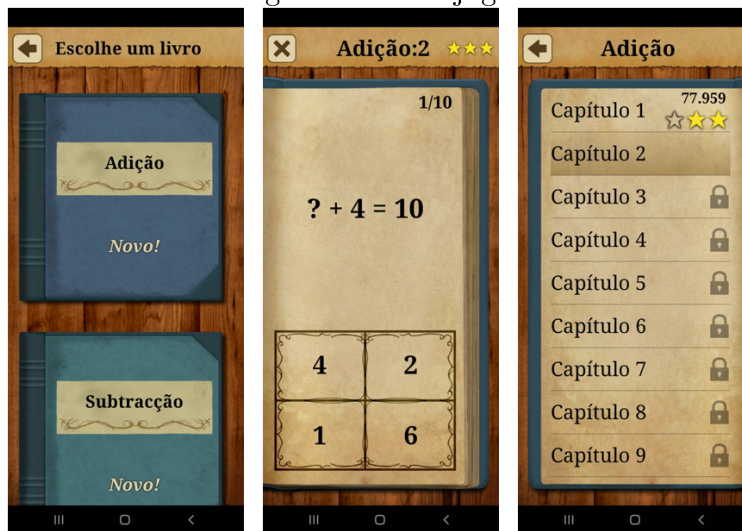 Escolhe um livro
Adição
Novo!
Subtracção
Novo!
Adição:2
1/10
? + 4 = 10
4 2
1 6
Adição
Capítulo 1 77.959
Capítulo 2
Capítulo 3
Capítulo 4
Capítulo 5
Capítulo 6
Capítulo 7
Capítulo 8
Capítulo 9